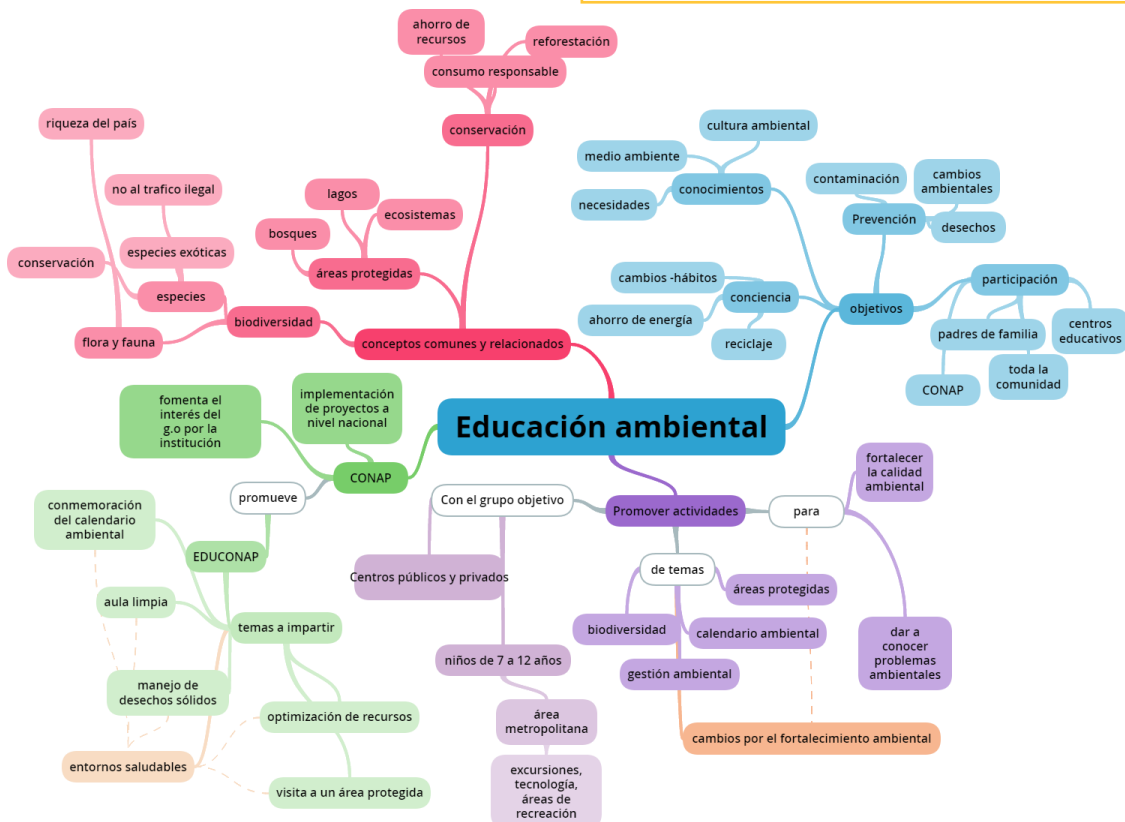 ahorro de
recursos
reforestación
consumo responsable
conservación
riqueza del país
no al trafico ilegal
especies exóticas
conservación
especies
flora y fauna
biodiversidad
lagos
ecosistemas
bosques
áreas protegidas
conceptos comunes y relacionados
cultura ambiental
medio ambiente
conocimientos
necesidades
contaminación
cambios
ambientales
Prevención
desechos
cambios -hábitos
conciencia
ahorro de energía
reciclaje
objetivos
participación
padres de familia
centros
educativos
toda la
comunidad
CONAP
Educación ambiental
fomenta el
interés del
g.o por la
institución
implementación
de proyectos a
nivel nacional
CONAP
promueve
EDUCONAP
conmemoración
del calendario
ambiental
aula limpia
temas a impartir
manejo de
desechos sólidos
optimización de recursos
entornos saludables
visita a un área protegida
Con el grupo objetivo
Promover actividades
para
fortalecer
la calidad
ambiental
Centros públicos y privados
de temas
áreas protegidas
biodiversidad
calendario ambiental
gestión ambiental
dar a
conocer
problemas
ambientales
niños de 7 a 12 años
área
metropolitana
excursiones,
tecnología,
áreas de
recreación
cambios por el fortalecimiento ambiental